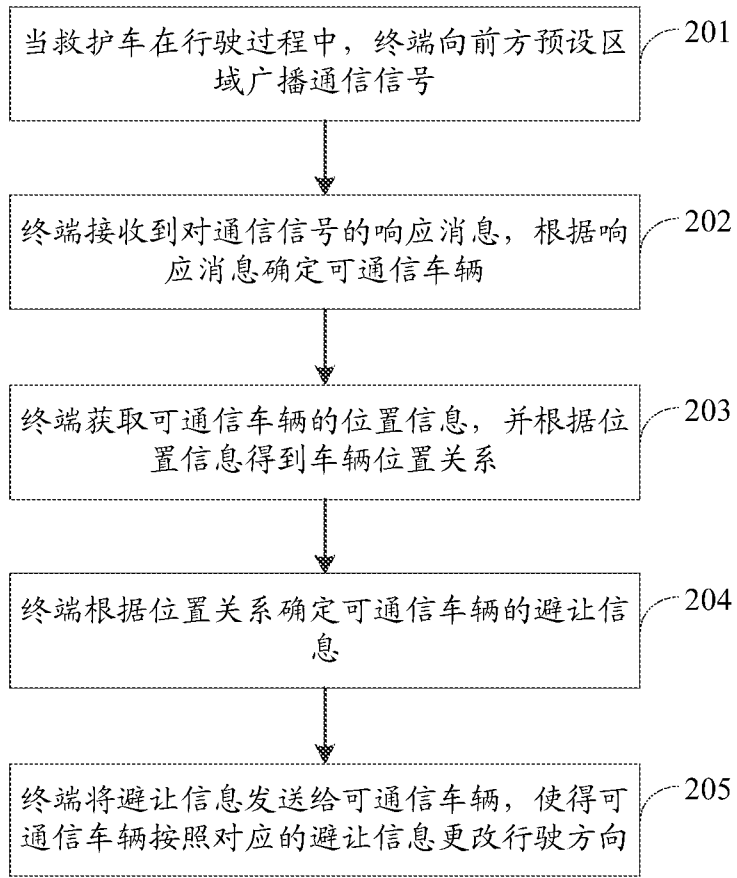 当救护车在行驶过程中，终端向前方预设区
域广播通信信号
201
终端接收到对通信信号的响应消息，根据响
应消息确定可通信车辆
202
终端获取可通信车辆的位置信息，并根据位
置信息得到车辆位置关系
203
终端根据位置关系确定可通信车辆的避让信
息
204
终端将避让信息发送给可通信车辆，使得可
通信车辆按照对应的避让信息更改行驶方向
205